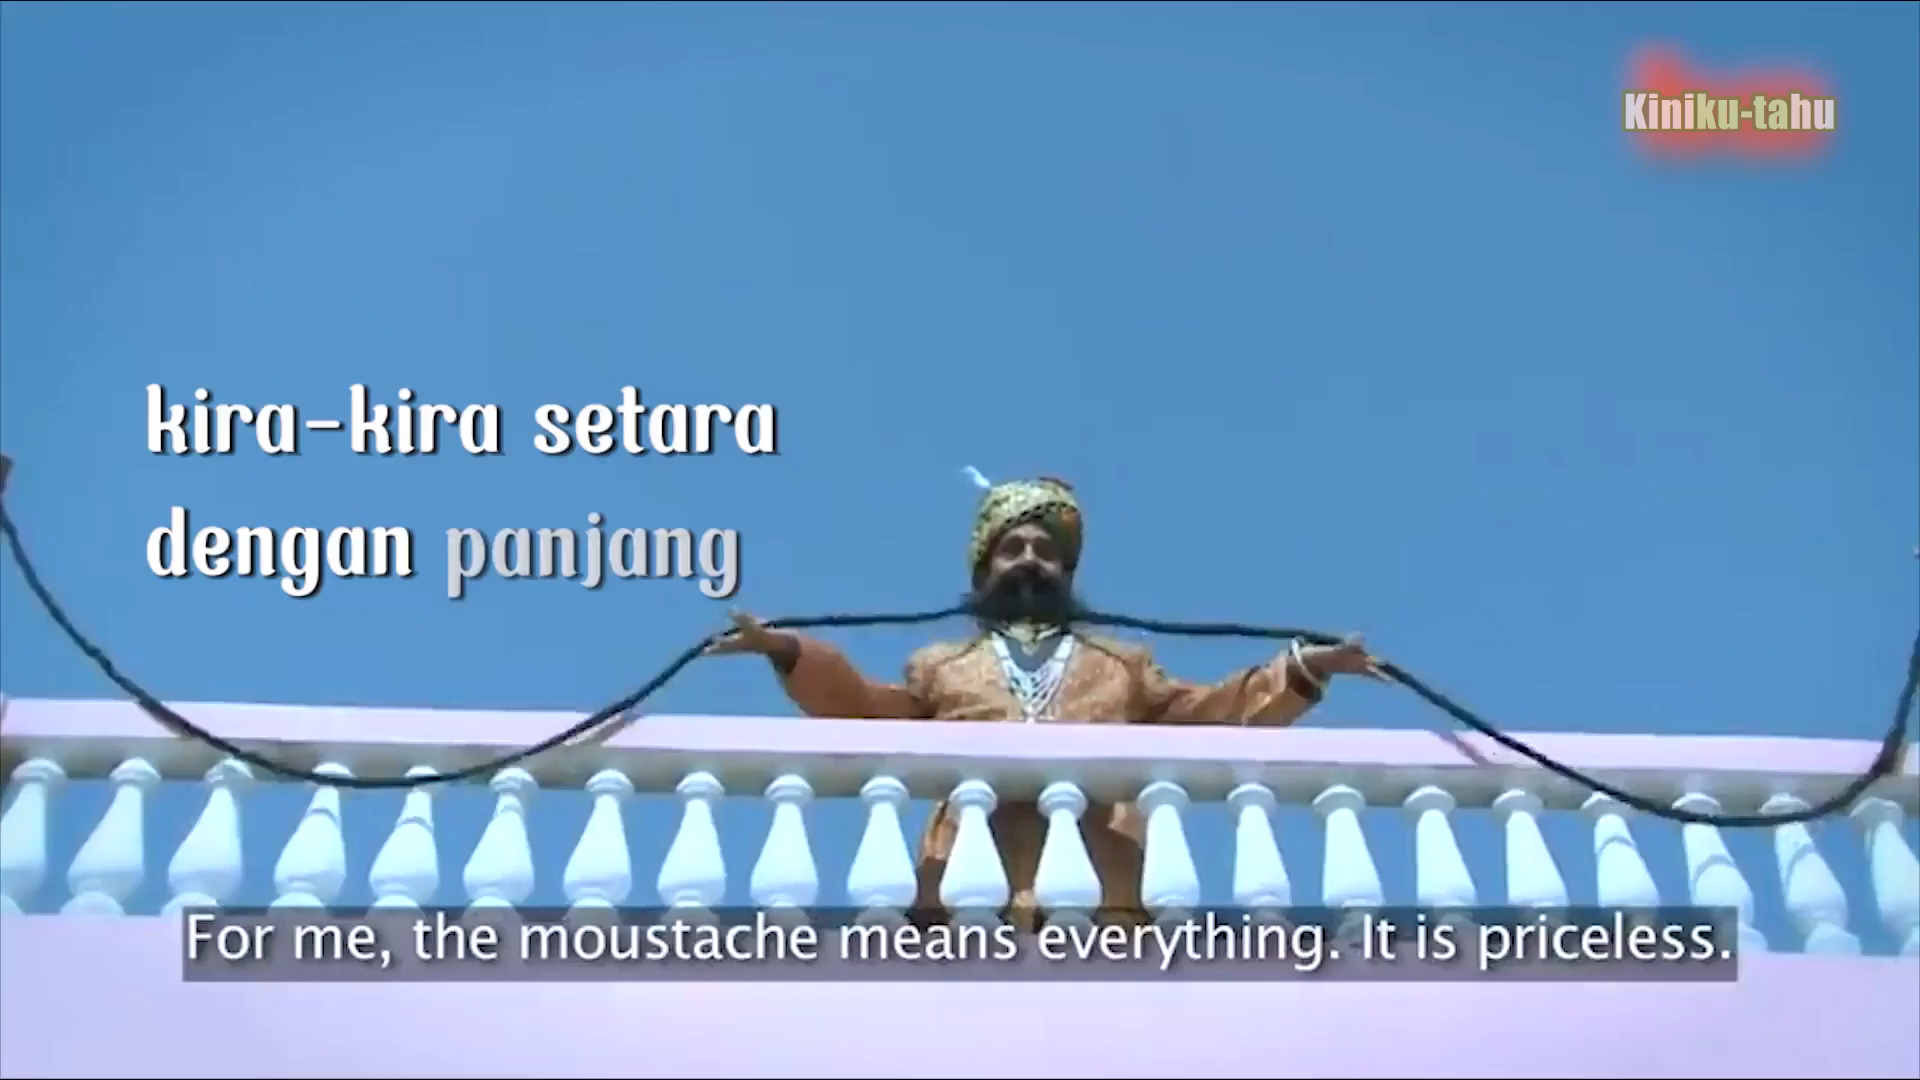 Kiniku-tahu
kira-kira setara
dengan panjang
For me, the moustache means everything. It is priceless.